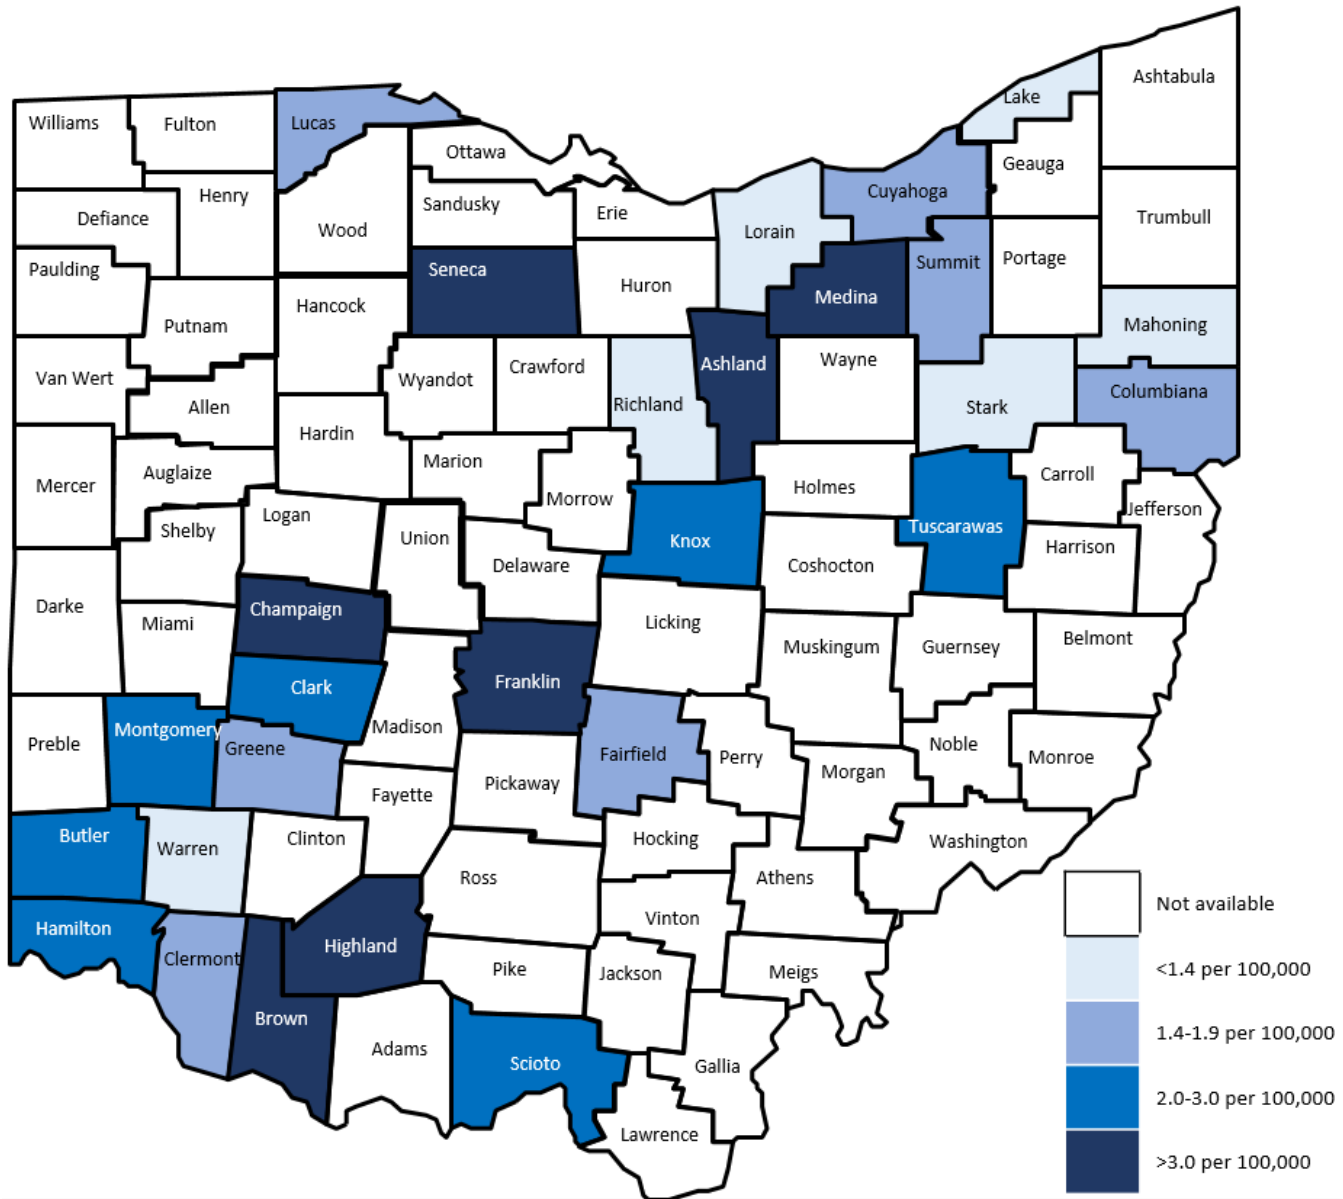 Ashtabula
Lake
Williams
Fulton
Lucas
Ottawa
Geauga
Henry
Cuyahoga
Defiance
Sandusky
Erie
Trumbull
Wood
Lorain
Paulding
Seneca
Summit
Portage
Huron
Medina
Hancock
Putnam
Mahoning
Ashland
Wayne
Van Wert
Wyandot
Crawford
Columbiana
Allen
Richland
Stark
Hardin
Marion
Auglaize
Carroll
Mercer
Holmes
Morrow
Jefferson
Logan
Shelby
Union
Knox
Tuscarawas
Harrison
Delaware
Coshocton
Darke
Champaign
Miami
Licking
Muskingum
Guernsey
Belmont
Clark
Franklin
Madison
Montgomery
Preble
Greene
Fairfield
Perry
Noble
Monroe
Morgan
Pickaway
Fayette
Butler
Warren
Clinton
Hocking
Washington
Ross
Athens
Vinton
Hamilton
Highland
Clermont
Pike
Jackson
Meigs
Brown
Adams
Scioto
Gallia
Lawrence
Not available
<1.4 per 100,000
1.4-1.9 per 100,000
2.0-3.0 per 100,000
>3.0 per 100,000